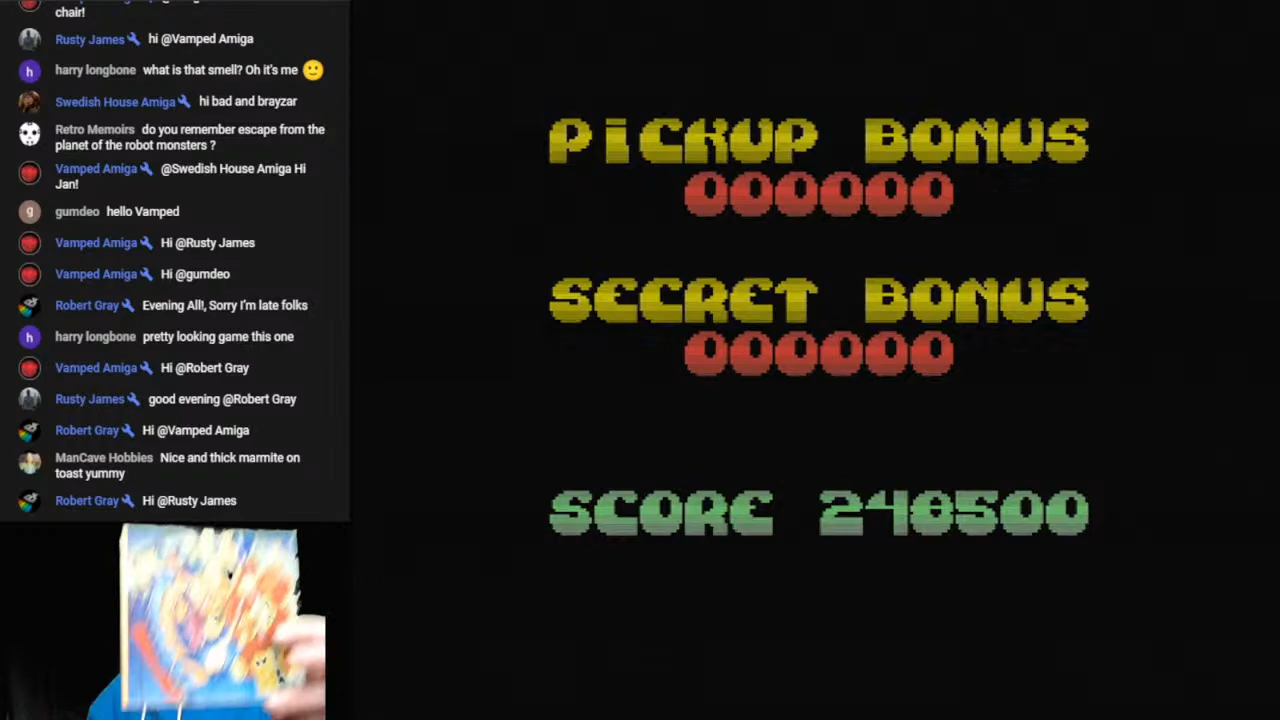 chair!
Rusty James hi @Vamped Amiga
h harry longbone what is that smell? Oh it's me
Swedish House Amiga hi bad and brayzar
Retro Memoirs do you remember escape from the
planet of the robot monsters ?
Vamped Amiga @Swedish House Amiga Hi
Jan!
g gumdeo hello Vamped
Vamped Amiga Hi @Rusty James
Vamped Amiga Hi @gumdeo
Robert Gray Evening All!, Sorry I'm late folks
h harry longbone pretty looking game this one
Vamped Amiga Hi @Robert Gray
Rusty James good evening @Robert Gray
Robert Gray Hi @Vamped Amiga
ManCave Hobbies Nice and thick marmite on
toast yummy
Robert Gray Hi @Rusty James
PiCKUP BONUS
000000
SECRET BONUS
000000
SCORE 248500